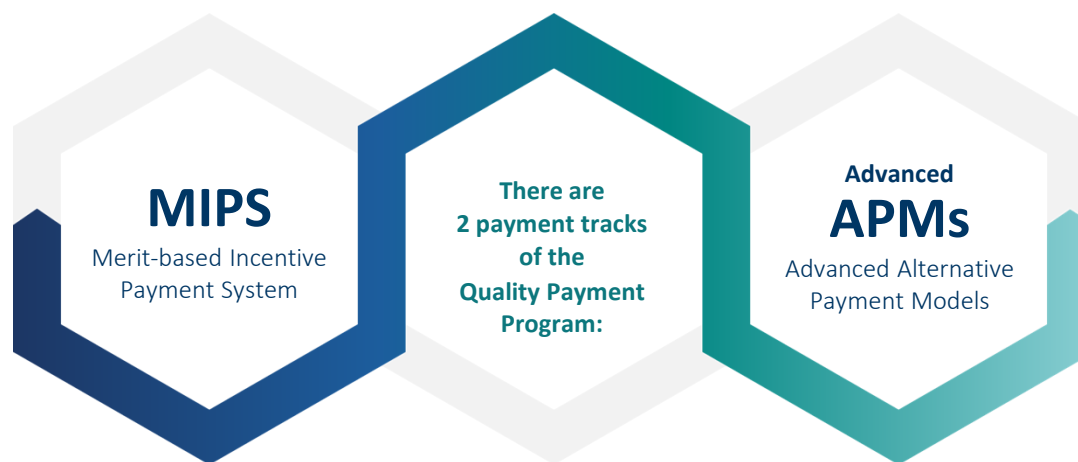 MIPS
Merit-based Incentive
Payment System
There are
2 payment tracks
of the
Quality Payment
Program:
Advanced
APMs
Advanced Alternative
Payment Models